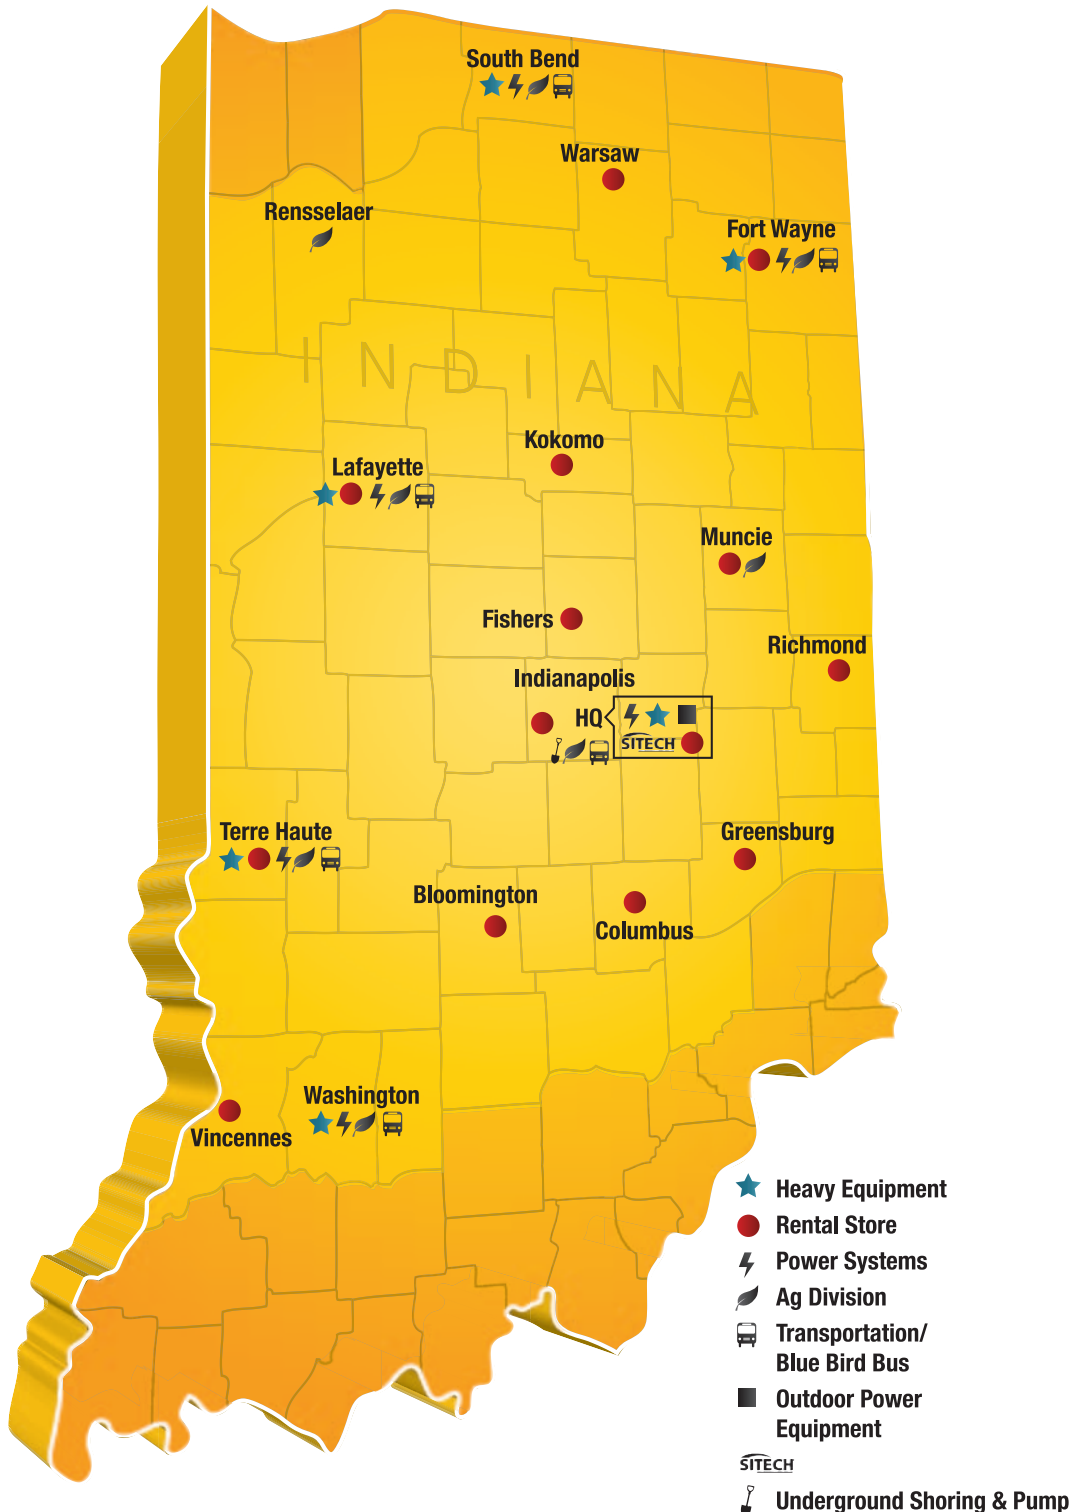 South Bend
Warsaw
Rensselaer
Fort Wayne
INDIANA
Kokomo
Lafayette
Muncie
Fishers
Richmond
Indianapolis
HQ
SITECH
Terre Haute
Greensburg
Bloomington
Columbus
Washington
Vincennes
Heavy Equipment
Rental Store
Power Systems
Ag Division
Transportation/
Blue Bird Bus
Outdoor Power
Equipment
SITECH
Underground Shoring & Pump